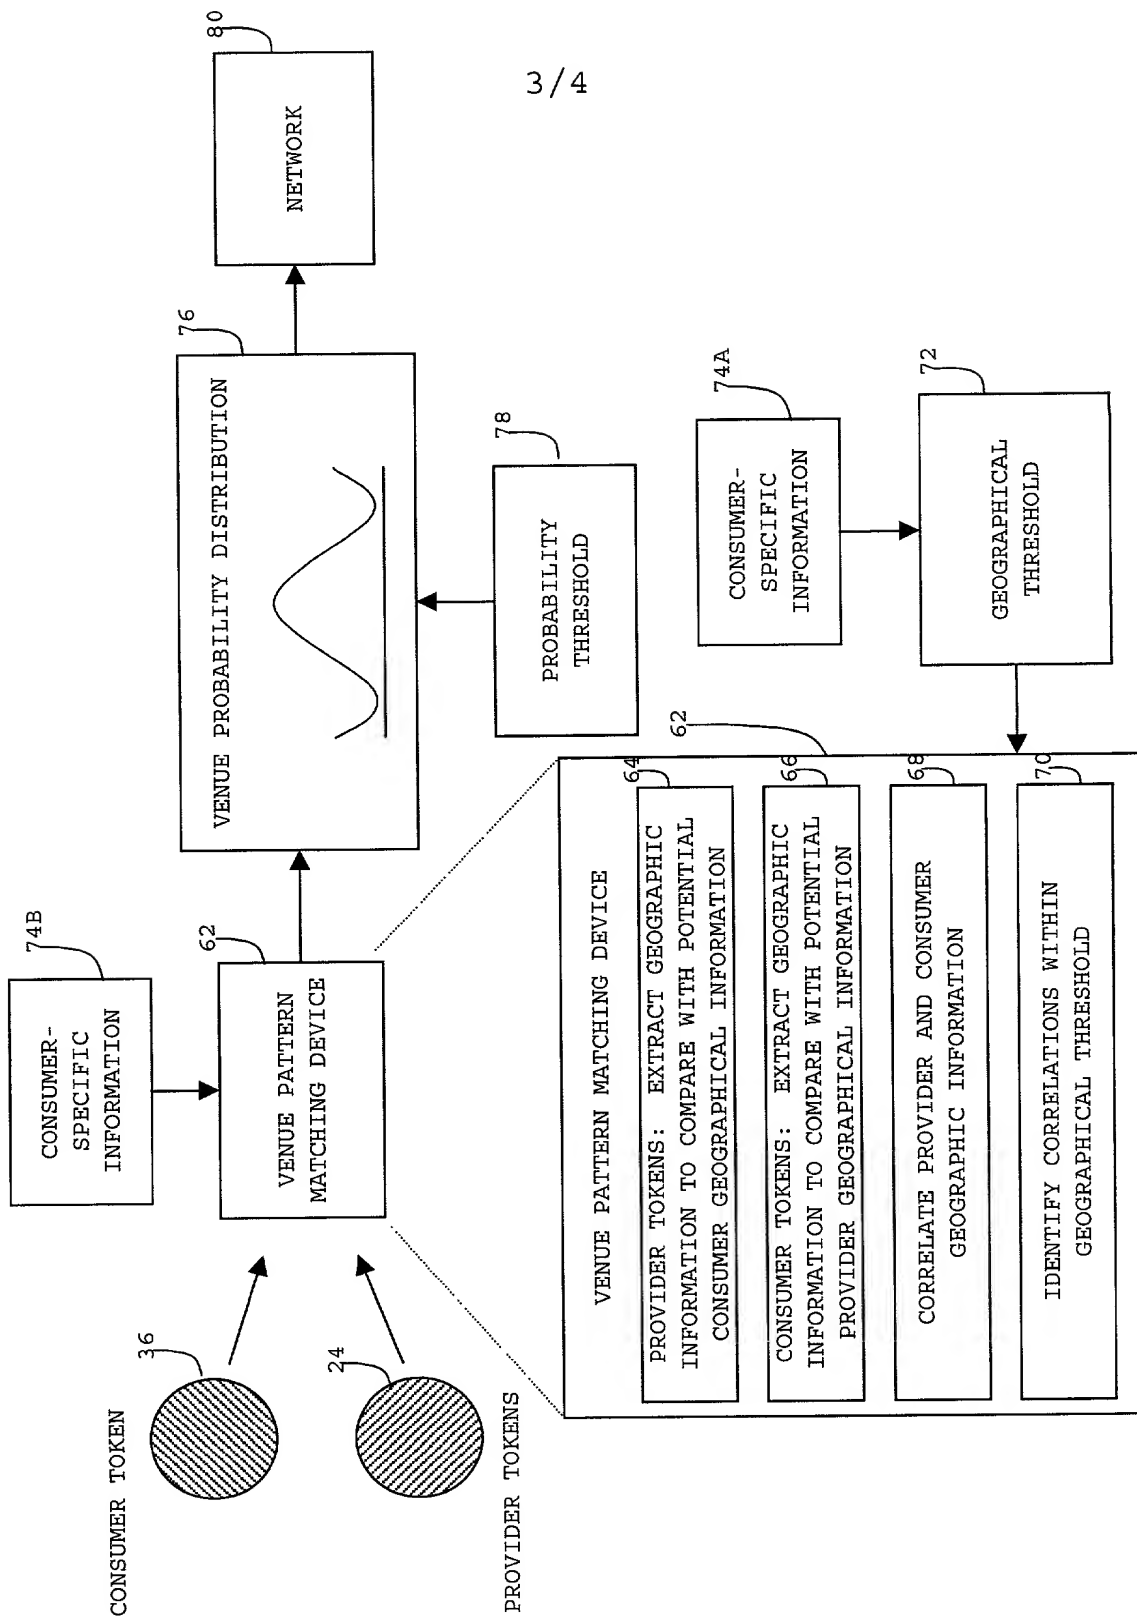 3/4
CONSUMER TOKEN
36
PROVIDER TOKENS
24
CONSUMER-
SPECIFIC
INFORMATION
74B
VENUE PATTERN
MATCHING DEVICE
62
VENUE PROBABILITY DISTRIBUTION
76
NETWORK
80
PROBABILITY
THRESHOLD
78
CONSUMER-
SPECIFIC
INFORMATION
74A
GEOGRAPHICAL
THRESHOLD
72
62
VENUE PATTERN MATCHING DEVICE
64
PROVIDER TOKENS: EXTRACT GEOGRAPHIC
INFORMATION TO COMPARE WITH POTENTIAL
CONSUMER GEOGRAPHICAL INFORMATION
66
CONSUMER TOKENS: EXTRACT GEOGRAPHIC
INFORMATION TO COMPARE WITH POTENTIAL
PROVIDER GEOGRAPHICAL INFORMATION
68
CORRELATE PROVIDER AND CONSUMER
GEOGRAPHIC INFORMATION
70
IDENTIFY CORRELATIONS WITHIN
GEOGRAPHICAL THRESHOLD